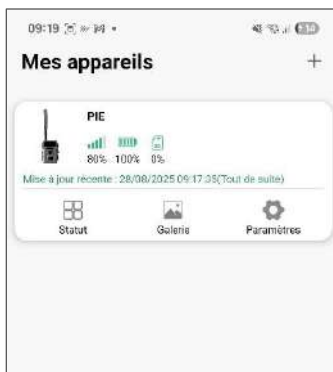 09:19
Mes appareils
PIE
80% 100% 0%
Mise à jour récente : 28/08/2025 09:17:35(Tout de suite)
Statut Galerie Paramètres